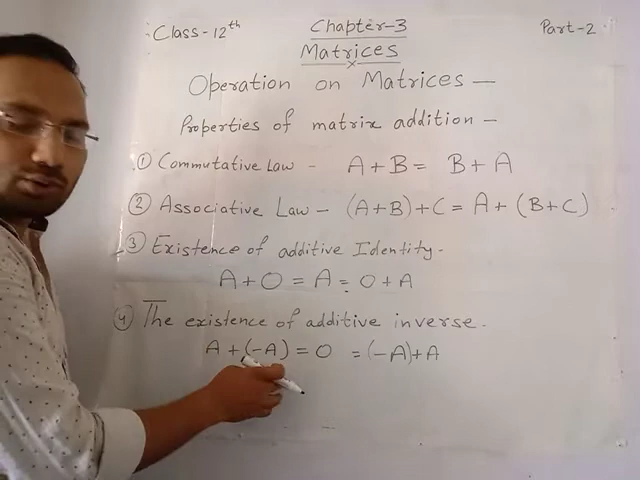 Class-12th Chapter-3 Part-2
Matrices
Operation on Matrices -
Properties of matrix addition -
① Commutative Law - A+B = B+A
② Associative Law - (A+B)+C = A+(B+C)
③ Existence of additive Identity.
A+O = A = O+A
④ The existence of additive inverse.
A+(-A) = O = (-A)+A